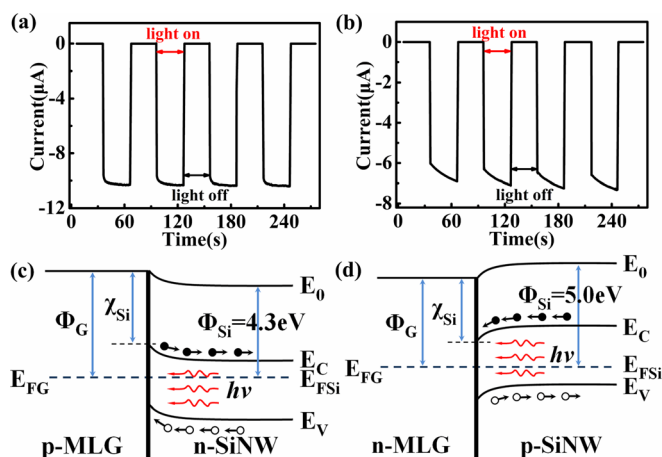 (a)
light on
0
-4
-8
-12
Current(μA)
light off
0 60 120 180 240
Time(s)
(b)
light on
0
-2
-4
-6
-8
Current(μA)
light off
0 60 120 180 240
Time(s)
(c)
E0
ΦG
χSi
ΦSi=4.3eV
EC
EFG
hν
EFSi
EV
p-MLG
n-SiNW
(d)
E0
ΦG
χSi
ΦSi=5.0eV
EC
hν
EFG
EFSi
EV
n-MLG
p-SiNW